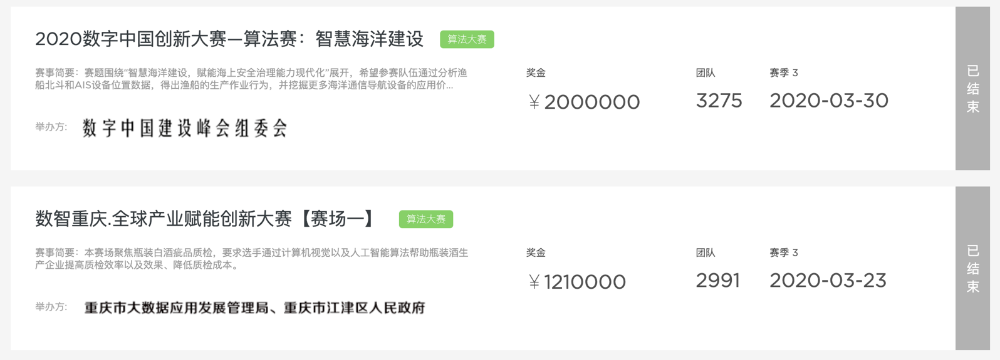 2020数字中国创新大赛—算法赛：智慧海洋建设
算法大赛
赛事简要：赛题围绕“智慧海洋建设，赋能海上安全治理能力现代化”展开，希望参赛队伍通过分析渔
船北斗和AIS设备位置数据，得出渔船的生产作业行为，并挖掘更多海洋通信导航设备的应用价...
举办方:
数字中国建设峰会组委会
奖金
￥2000000
团队
3275
赛季 3
2020-03-30
已结束
数智重庆.全球产业赋能创新大赛【赛场一】
算法大赛
赛事简要：本赛场聚焦瓶装白酒疵品质检，要求选手通过计算机视觉以及人工智能算法帮助瓶装酒生
产企业提高质检效率以及效果、降低质检成本。
举办方:
重庆市大数据应用发展管理局、重庆市江津区人民政府
奖金
￥1210000
团队
2991
赛季 3
2020-03-23
已结束